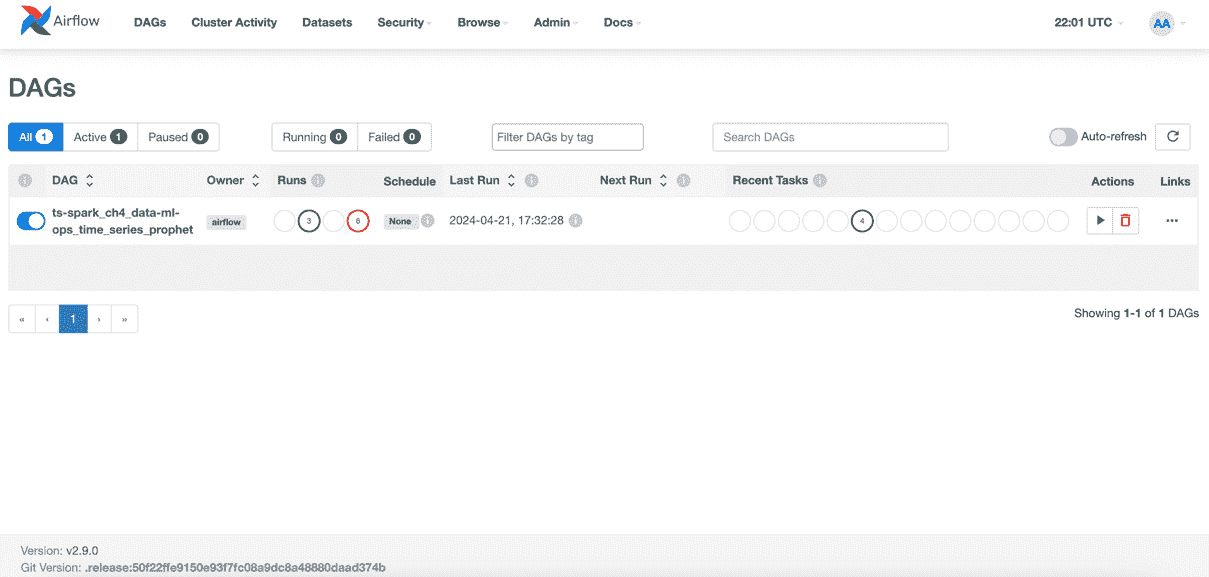 Airflow DAGs Cluster Activity Datasets Security Browse Admin Docs 22:01 UTC AA
DAGs
All 1 Active 1 Paused 0 Running 0 Failed 0 Filter DAGs by tag Search DAGs Auto-refresh
DAG Owner Runs Schedule Last Run Next Run Recent Tasks Actions Links
ts-spark_ch4_data-ml-
ops_time_series_prophet airflow 3 6 None 2024-04-21, 17:32:28 4
« ‹ 1 › » Showing 1-1 of 1 DAGs
Version: v2.9.0
Git Version: .release:50f22ffe9150e93f7fc08a9dc8a48880daad374b